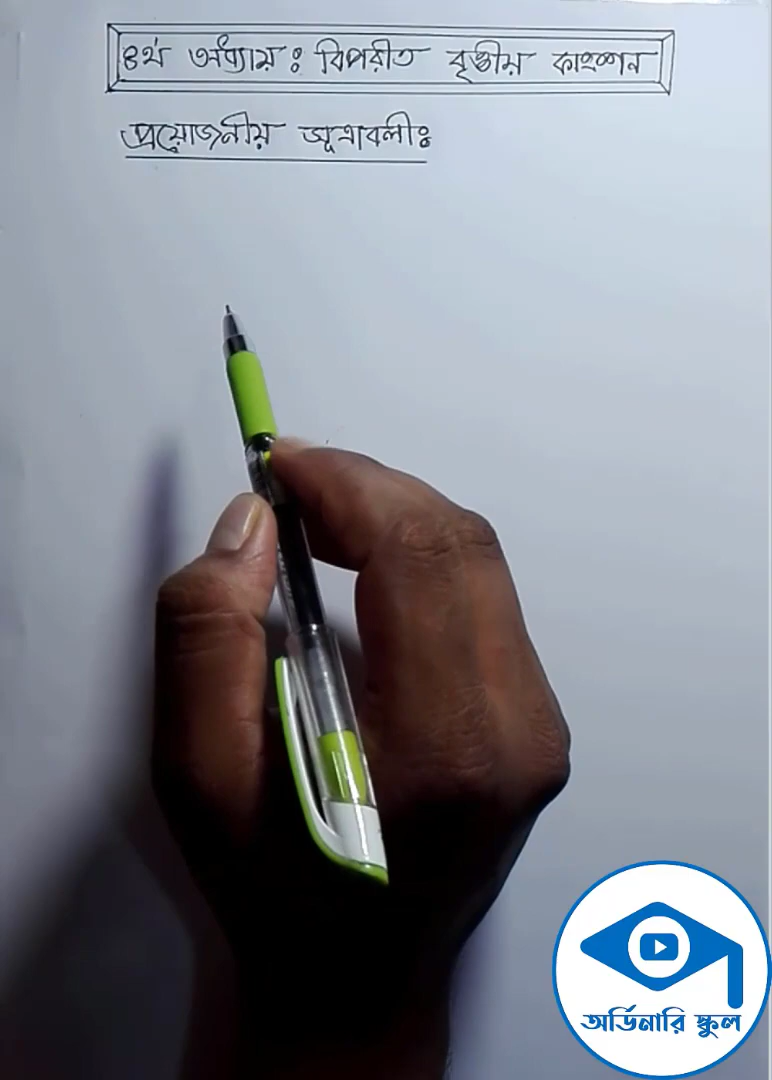 ৪র্থ অধ্যায়ঃ বিপরীত বৃত্তীয় ফাংশন
প্রয়োজনীয় সূত্রাবলীঃ
অর্ডিনারি স্কুল